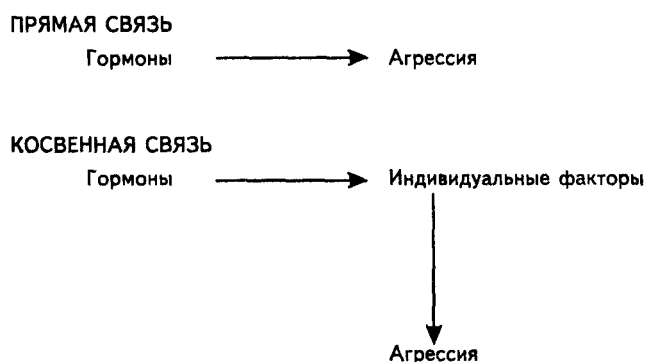 ПРЯМАЯ СВЯЗЬ
Гормоны Агрессия
КОСВЕННАЯ СВЯЗЬ
Гормоны Индивидуальные факторы
Агрессия